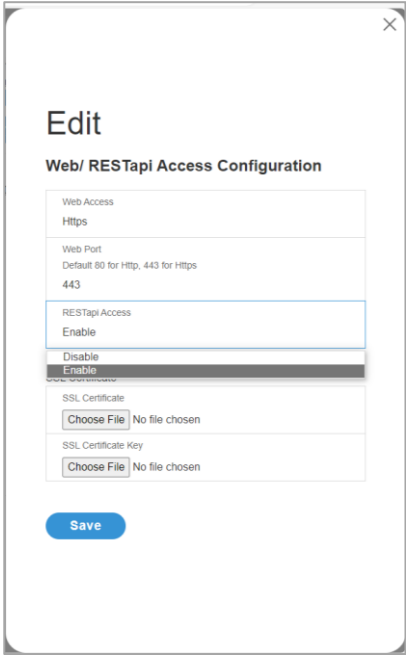 Edit
Web/ RESTapi Access Configuration
Web Access
Https
Web Port
Default 80 for Http, 443 for Https
443
RESTapi Access
Enable
Disable
Enable
SSL Certificate
SSL Certificate
Choose File No file chosen
SSL Certificate Key
Choose File No file chosen
Save